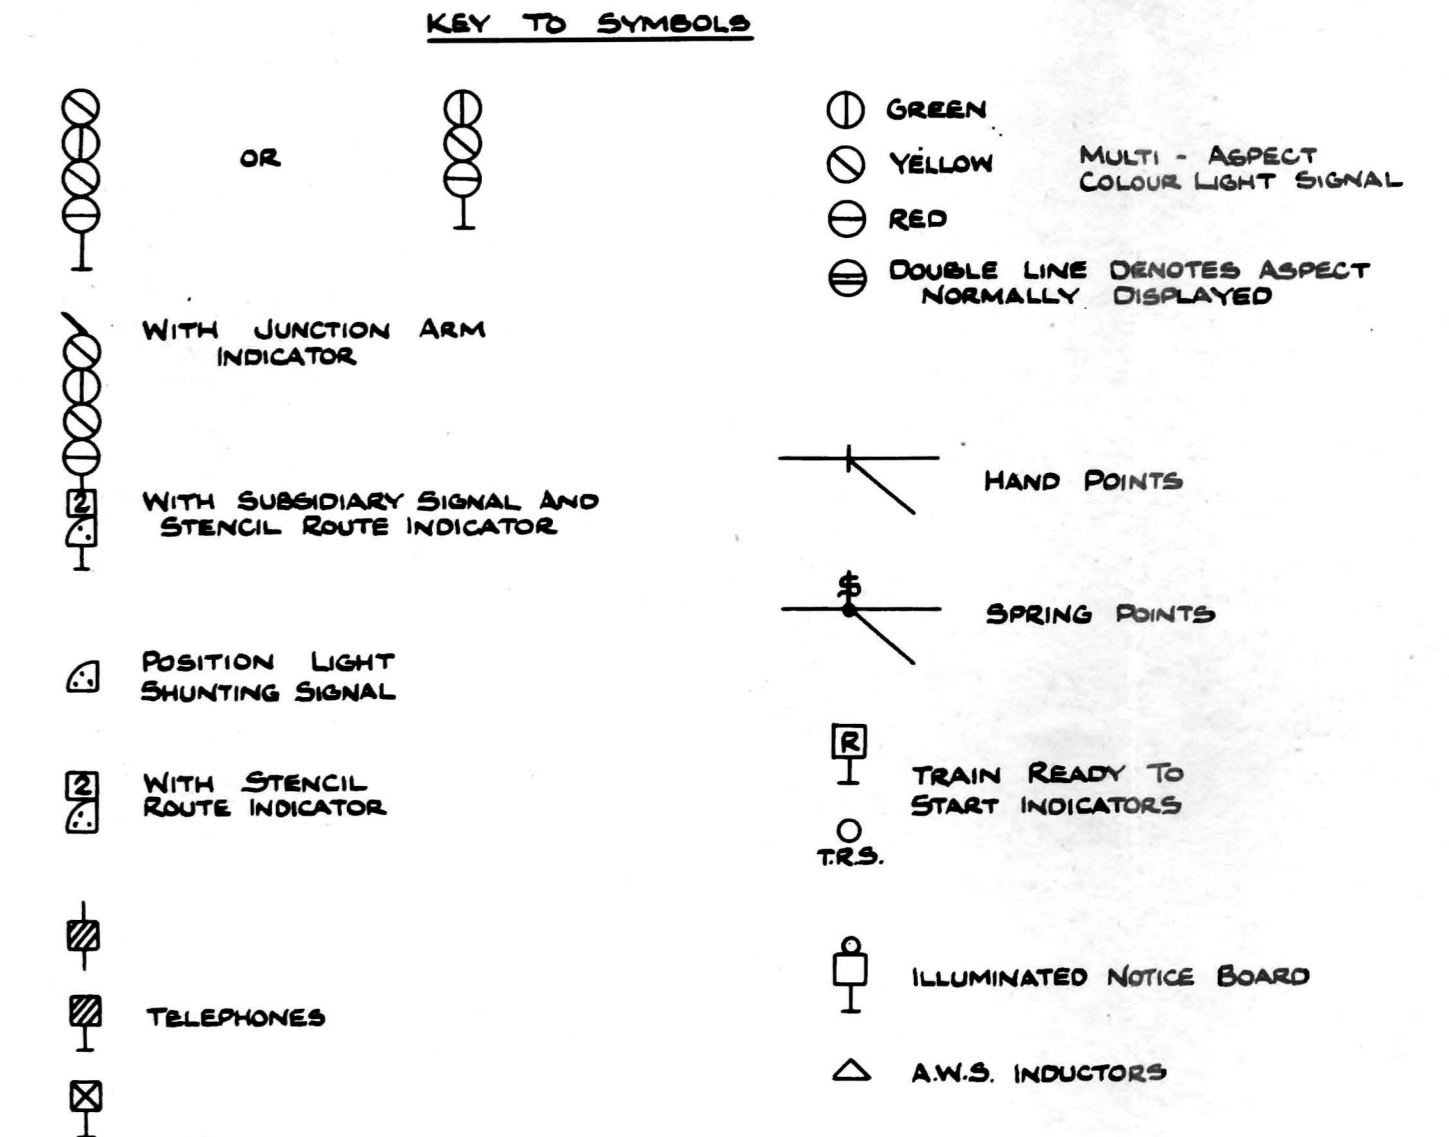 KEY TO SYMBOLS
OR
GREEN
YELLOW
RED
MULTI - ASPECT
COLOUR LIGHT SIGNAL
DOUBLE LINE DENOTES ASPECT
NORMALLY DISPLAYED
WITH JUNCTION ARM
INDICATOR
2
WITH SUBSIDIARY SIGNAL AND
STENCIL ROUTE INDICATOR
POSITION LIGHT
SHUNTING SIGNAL
2
WITH STENCIL
ROUTE INDICATOR
TELEPHONES
HAND POINTS
S
SPRING POINTS
R
TRAIN READY TO
START INDICATORS
T.R.S.
ILLUMINATED NOTICE BOARD
A.W.S. INDUCTORS